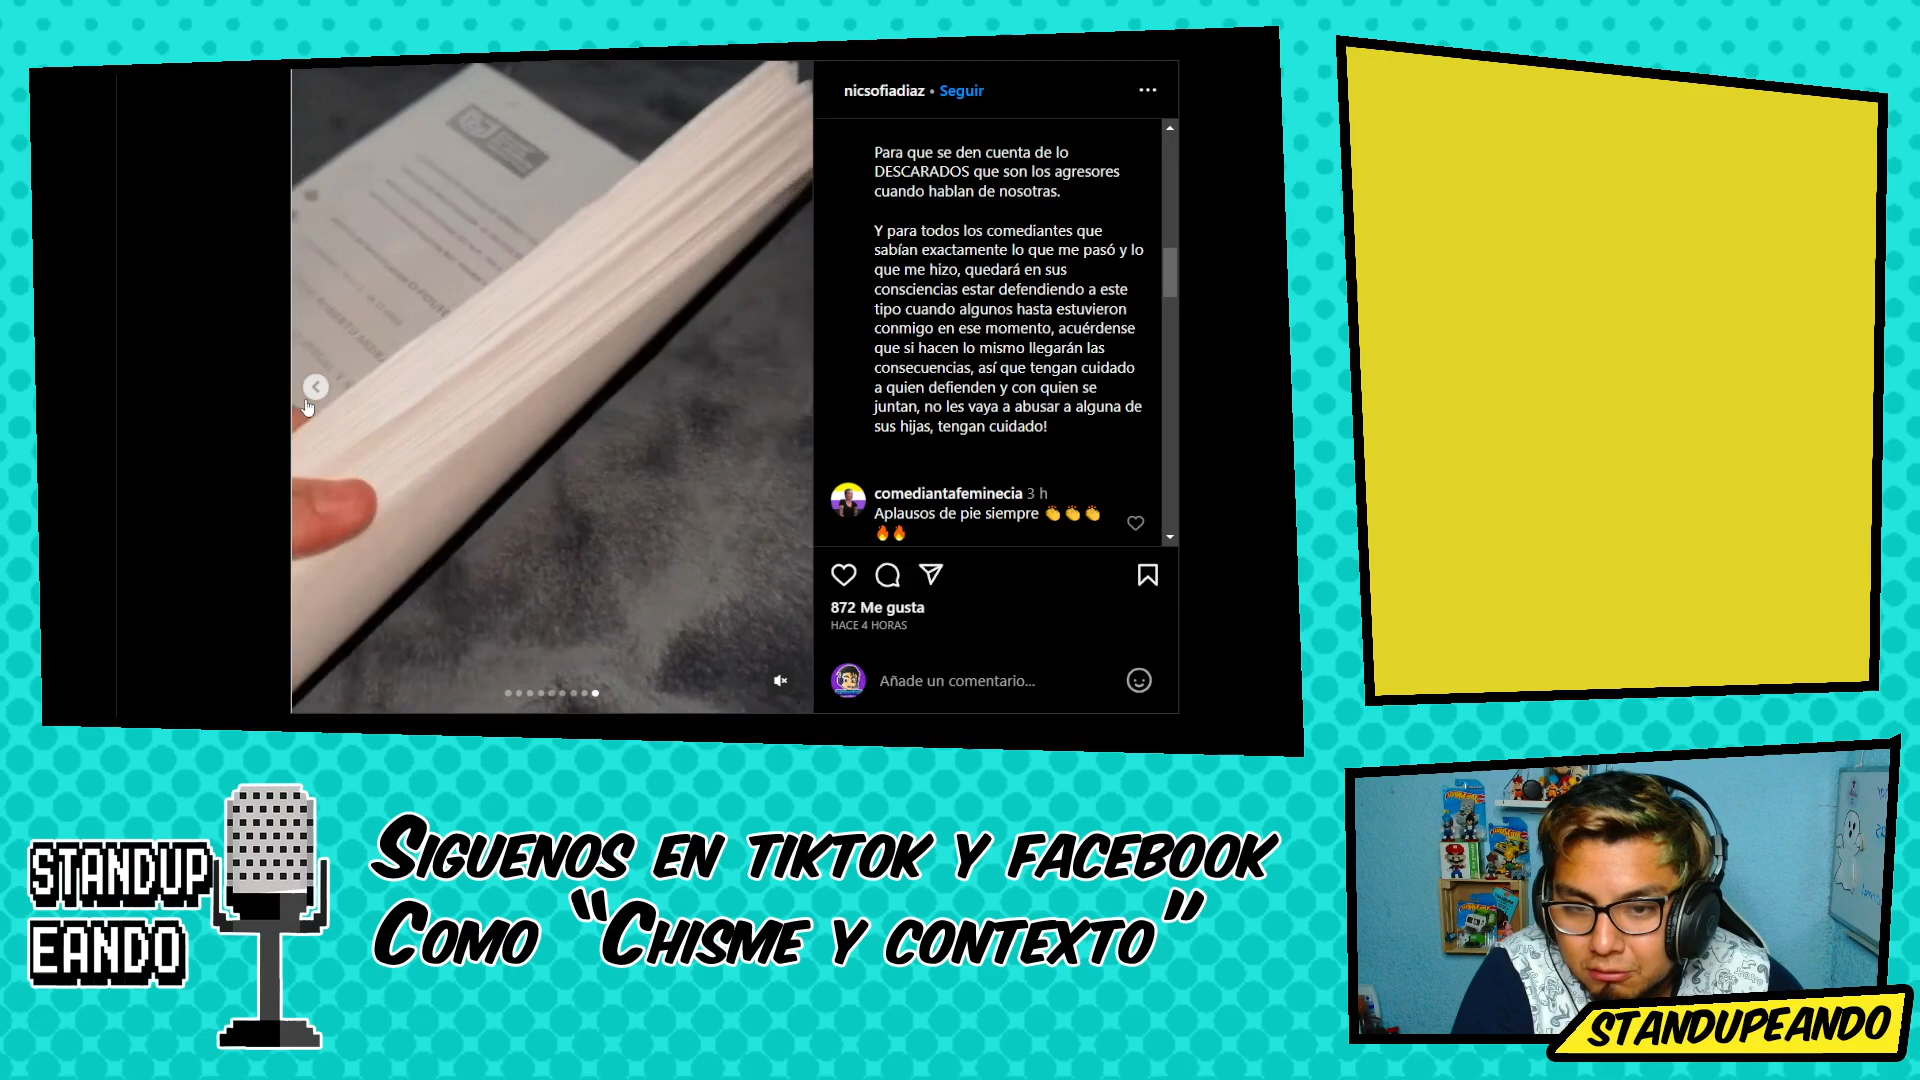 nicsofiadiaz • Seguir
Para que se den cuenta de lo
DESCARADOS que son los agresores
cuando hablan de nosotras.
Y para todos los comediantes que
sabían exactamente lo que me pasó y lo
que me hizo, quedará en sus
consciencias estar defendiendo a este
tipo cuando algunos hasta estuvieron
conmigo en ese momento, acuérdense
que si hacen lo mismo llegarán las
consecuencias, así que tengan cuidado
a quien defienden y con quien se
juntan, no les vaya a abusar a alguna de
sus hijas, tengan cuidado!
comediantafeminecia 3 h
Aplausos de pie siempre 👏👏👏
🔥🔥
872 Me gusta
HACE 4 HORAS
Añade un comentario...
STANDUP
EANDO
SIGUENOS EN TIKTOK Y FACEBOOK
COMO "CHISME Y CONTEXTO"
STANDUPEANDO